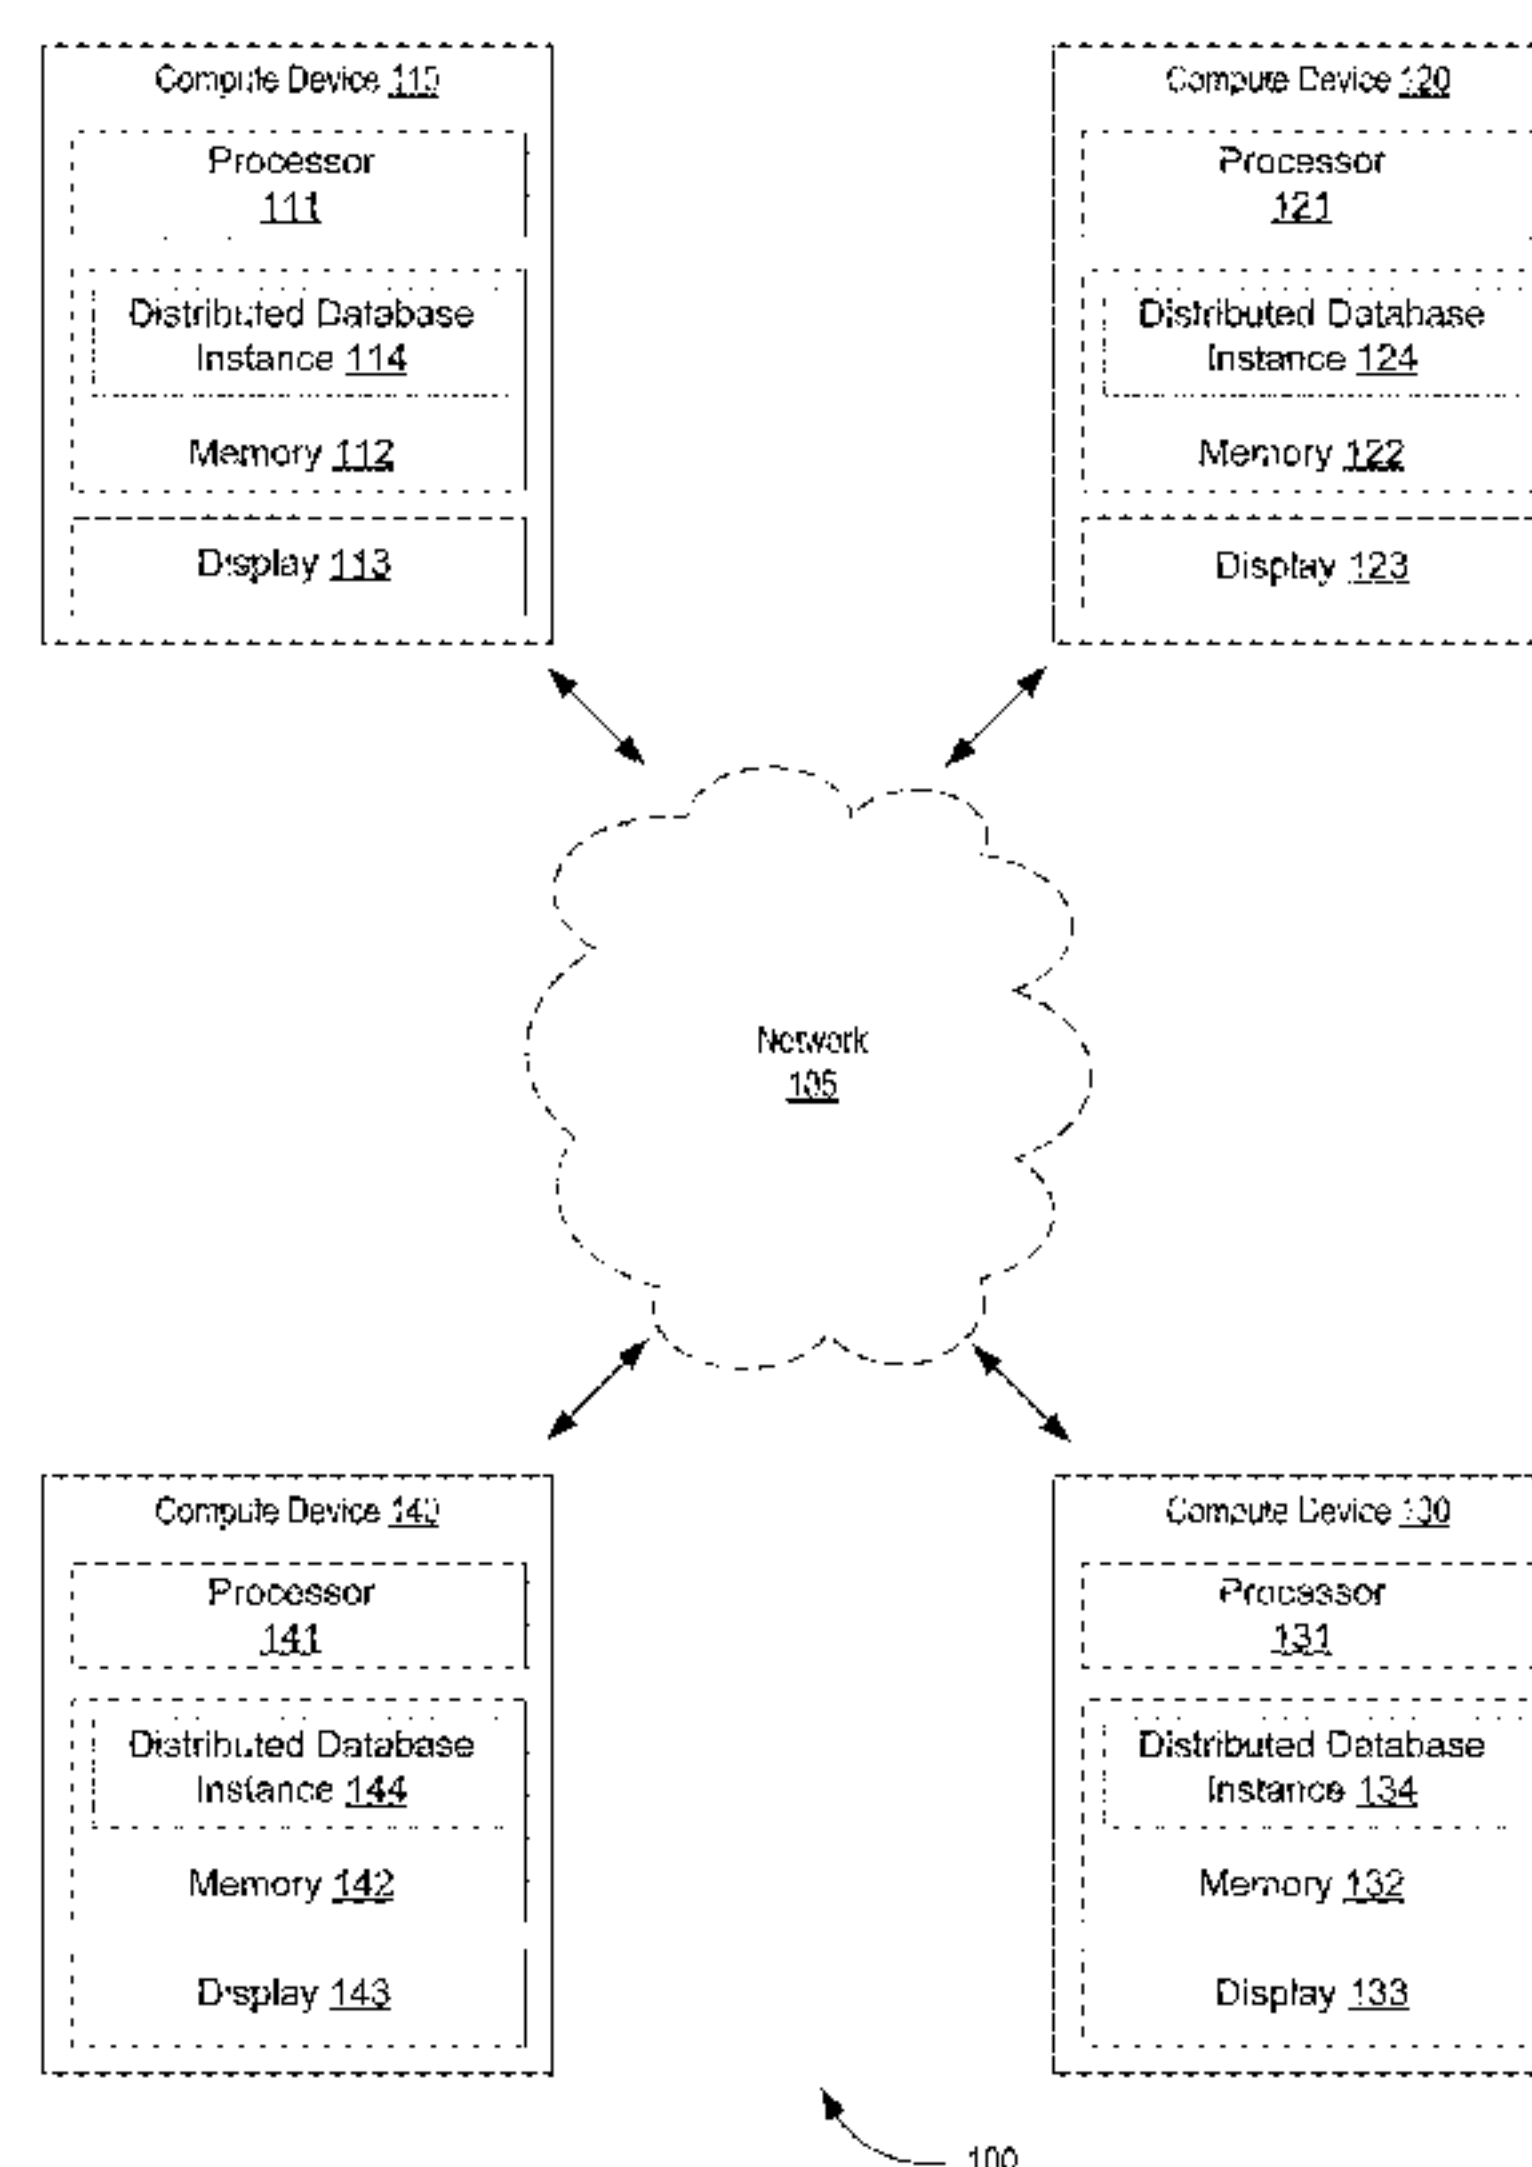 Compute Device 110
Processor
111
Distributed Database
Instance 114
Memory 112
Display 113
Compute Device 120
Processor
121
Distributed Database
Instance 124
Memory 122
Display 123
Network
105
Compute Device 140
Processor
141
Distributed Database
Instance 144
Memory 142
Display 143
Compute Device 130
Processor
131
Distributed Database
Instance 134
Memory 132
Display 133
100